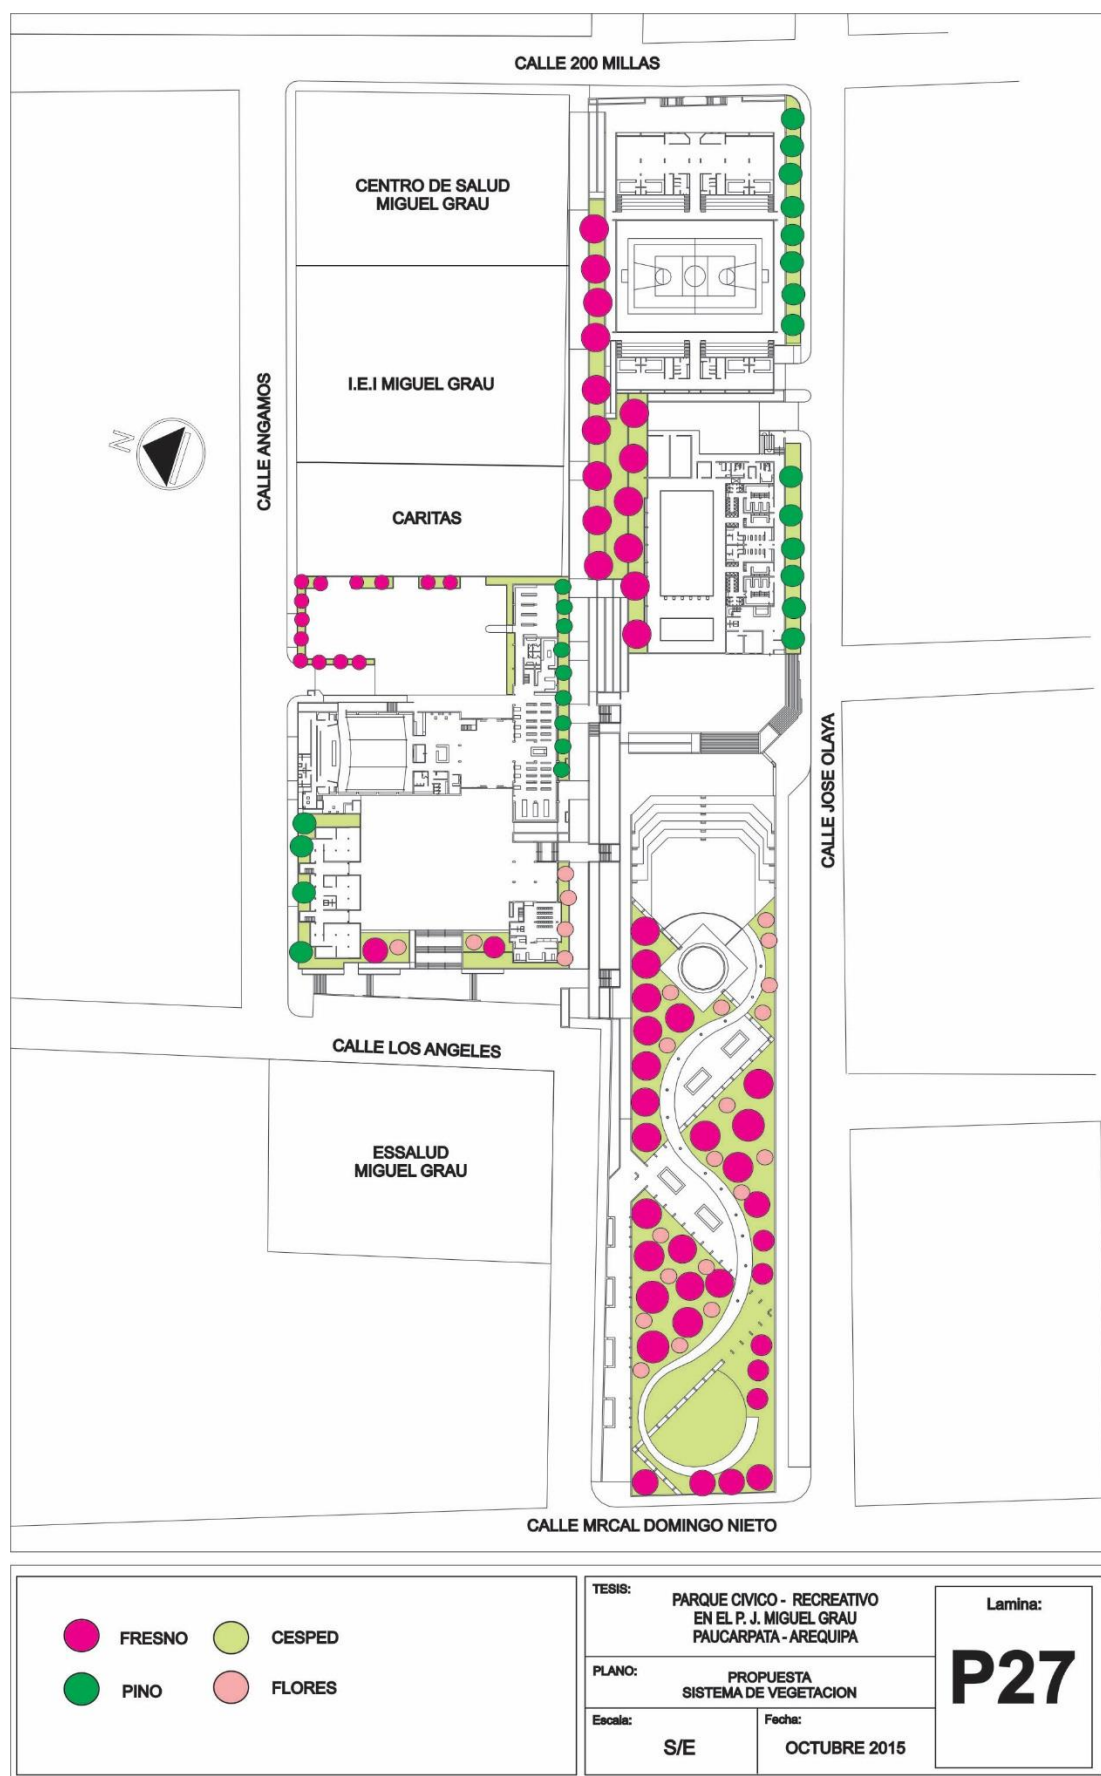 CALLE 200 MILLAS
CENTRO DE SALUD
MIGUEL GRAU
I.E.I MIGUEL GRAU
CALLE ANGAMOS
N
CARITAS
CALLE JOSE OLAYA
CALLE LOS ANGELES
ESSALUD
MIGUEL GRAU
CALLE MRCAL DOMINGO NIETO
FRESNO
CESPED
PINO
FLORES
TESIS:
PARQUE CIVICO - RECREATIVO
EN EL P. J. MIGUEL GRAU
PAUCARPATA - AREQUIPA
PLANO:
PROPUESTA
SISTEMA DE VEGETACION
Escala:
S/E
Fecha:
OCTUBRE 2015
Lamina:
P27